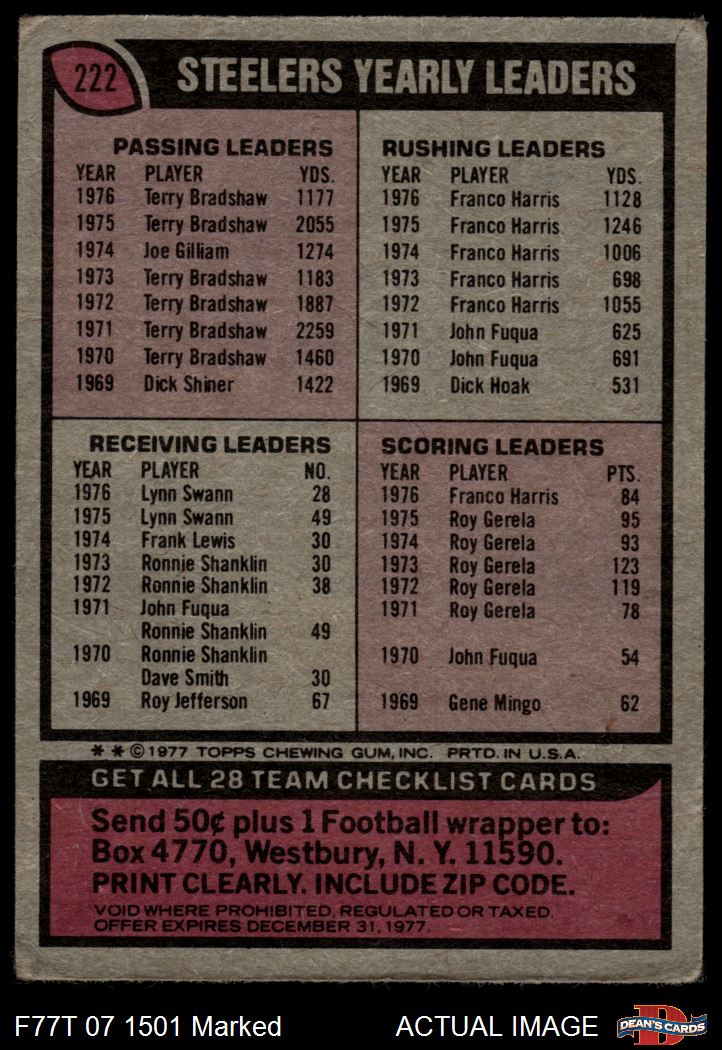 222
STEELERS YEARLY LEADERS
PASSING LEADERS
YEAR PLAYER YDS.
1976 Terry Bradshaw 1177
1975 Terry Bradshaw 2055
1974 Joe Gilliam 1274
1973 Terry Bradshaw 1183
1972 Terry Bradshaw 1887
1971 Terry Bradshaw 2259
1970 Terry Bradshaw 1460
1969 Dick Shiner 1422
RUSHING LEADERS
YEAR PLAYER YDS.
1976 Franco Harris 1128
1975 Franco Harris 1246
1974 Franco Harris 1006
1973 Franco Harris 698
1972 Franco Harris 1055
1971 John Fuqua 625
1970 John Fuqua 691
1969 Dick Hoak 531
RECEIVING LEADERS
YEAR PLAYER NO.
1976 Lynn Swann 28
1975 Lynn Swann 49
1974 Frank Lewis 30
1973 Ronnie Shanklin 30
1972 Ronnie Shanklin 38
1971 John Fuqua
Ronnie Shanklin 49
1970 Ronnie Shanklin
Dave Smith 30
1969 Roy Jefferson 67
SCORING LEADERS
YEAR PLAYER PTS.
1976 Franco Harris 84
1975 Roy Gerela 95
1974 Roy Gerela 93
1973 Roy Gerela 123
1972 Roy Gerela 119
1971 Roy Gerela 78
1970 John Fuqua 54
1969 Gene Mingo 62
* * © 1977 TOPPS CHEWING GUM, INC. PRTD. IN U.S.A.
GET ALL 28 TEAM CHECKLIST CARDS
Send 50¢ plus 1 Football wrapper to:
Box 4770, Westbury, N. Y. 11590.
PRINT CLEARLY. INCLUDE ZIP CODE.
VOID WHERE PROHIBITED, REGULATED OR TAXED.
OFFER EXPIRES DECEMBER 31, 1977.
F77T 07 1501 Marked
ACTUAL IMAGE
D
DEAN'S CARDS